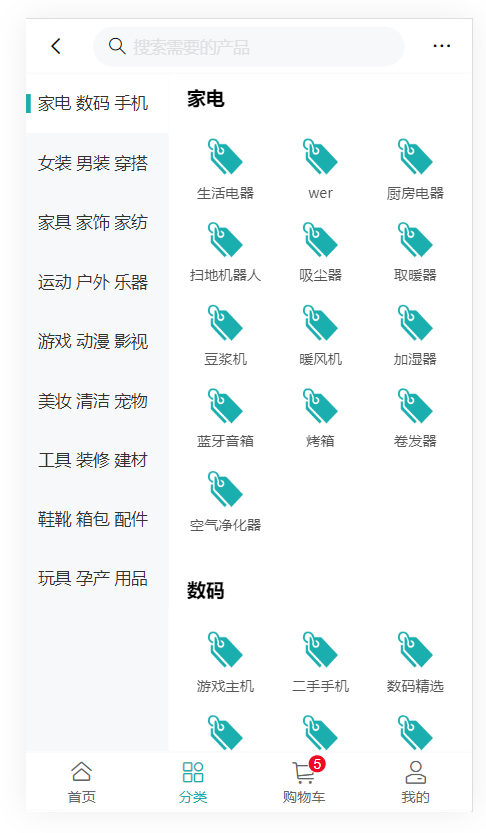 搜索需要的产品
家电 数码 手机
女装 男装 穿搭
家具 家饰 家纺
运动 户外 乐器
游戏 动漫 影视
美妆 清洁 宠物
工具 装修 建材
鞋靴 箱包 配件
玩具 孕产 用品
家电
生活电器 wer 厨房电器
扫地机器人 吸尘器 取暖器
豆浆机 暖风机 加湿器
蓝牙音箱 烤箱 卷发器
空气净化器
数码
游戏主机 二手手机 数码精选
5
首页 分类 购物车 我的